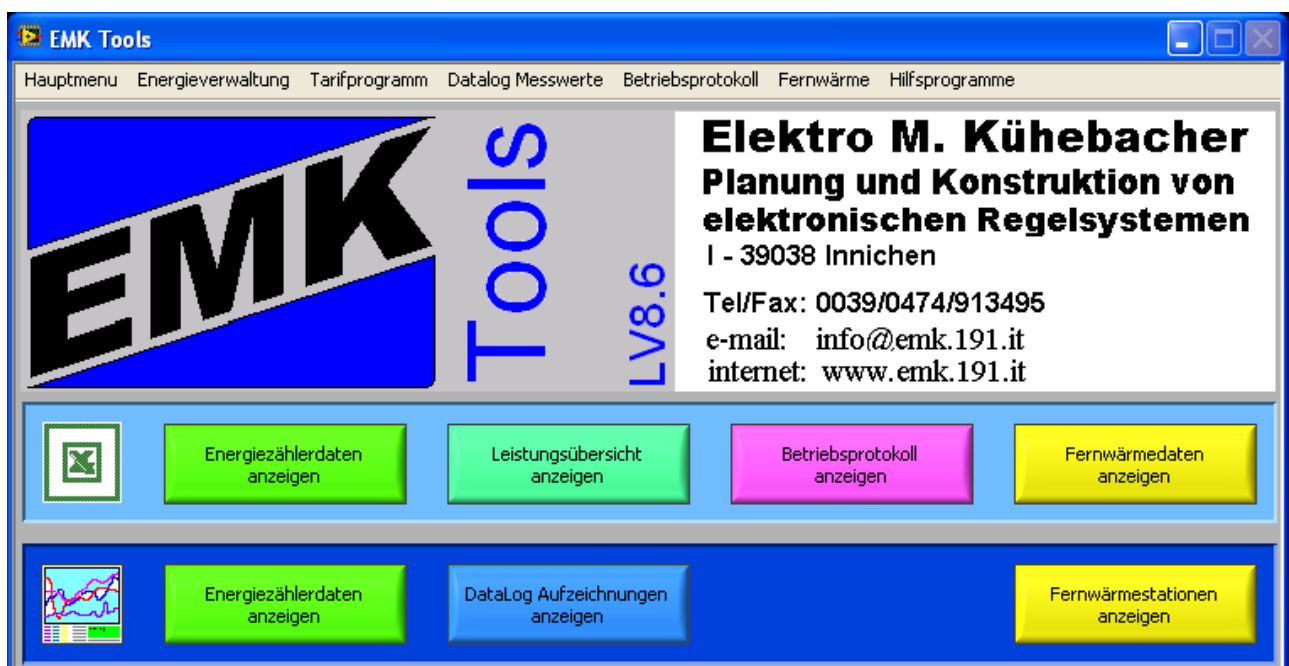 EMK Tools
Hauptmenu Energieverwaltung Tarifprogramm Datalog Messwerte Betriebsprotokoll Fernwärme Hilfsprogramme
EMK
Tools
LV8.6
Elektro M. Kühebacher
Planung und Konstruktion von
elektronischen Regelsystemen
I - 39038 Innichen
Tel/Fax: 0039/0474/913495
e-mail: info@emk.191.it
internet: www.emk.191.it
Energiezählerdaten
anzeigen
Leistungsübersicht
anzeigen
Betriebsprotokoll
anzeigen
Fernwärmedaten
anzeigen
Energiezählerdaten
anzeigen
DataLog Aufzeichnungen
anzeigen
Fernwärmestationen
anzeigen